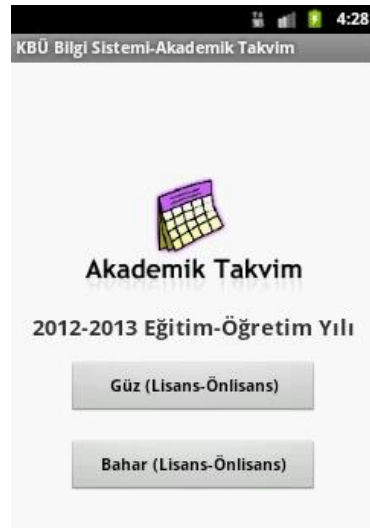 4:28
KBÜ Bilgi Sistemi-Akademik Takvim
Akademik Takvim
2012-2013 Eğitim-Öğretim Yılı
Güz (Lisans-Önlisans)
Bahar (Lisans-Önlisans)